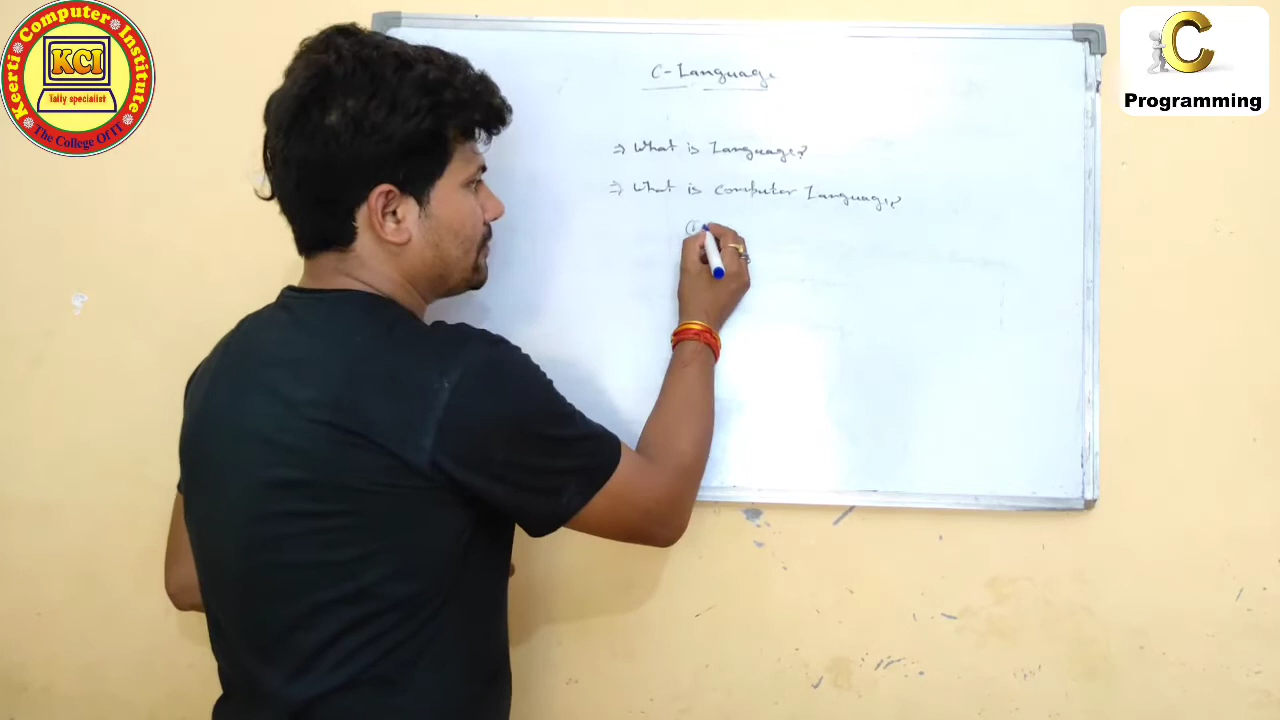 Keerti Computer Institute
KCI
Tally specialist
The College Of IT
C
Programming
C-Language
⇒ What is Language?
⇒ What is Computer Language?
(